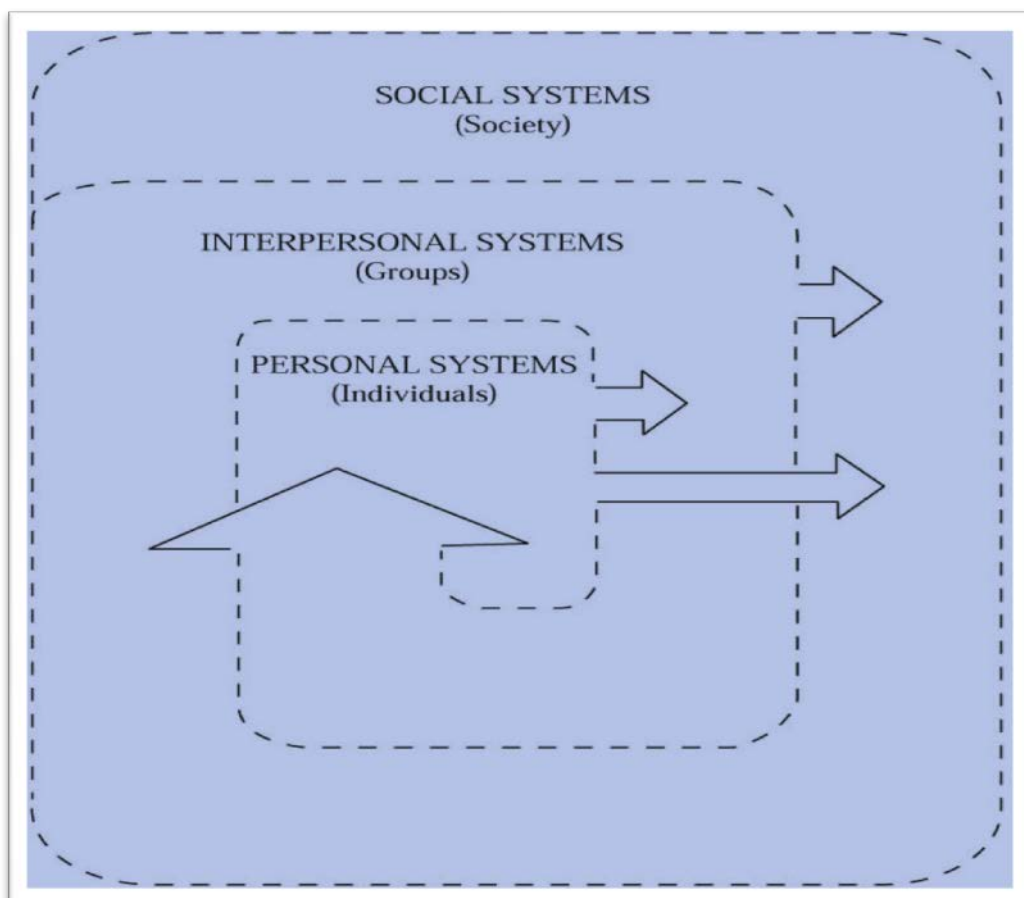 SOCIAL SYSTEMS
(Society)
INTERPERSONAL SYSTEMS
(Groups)
PERSONAL SYSTEMS
(Individuals)